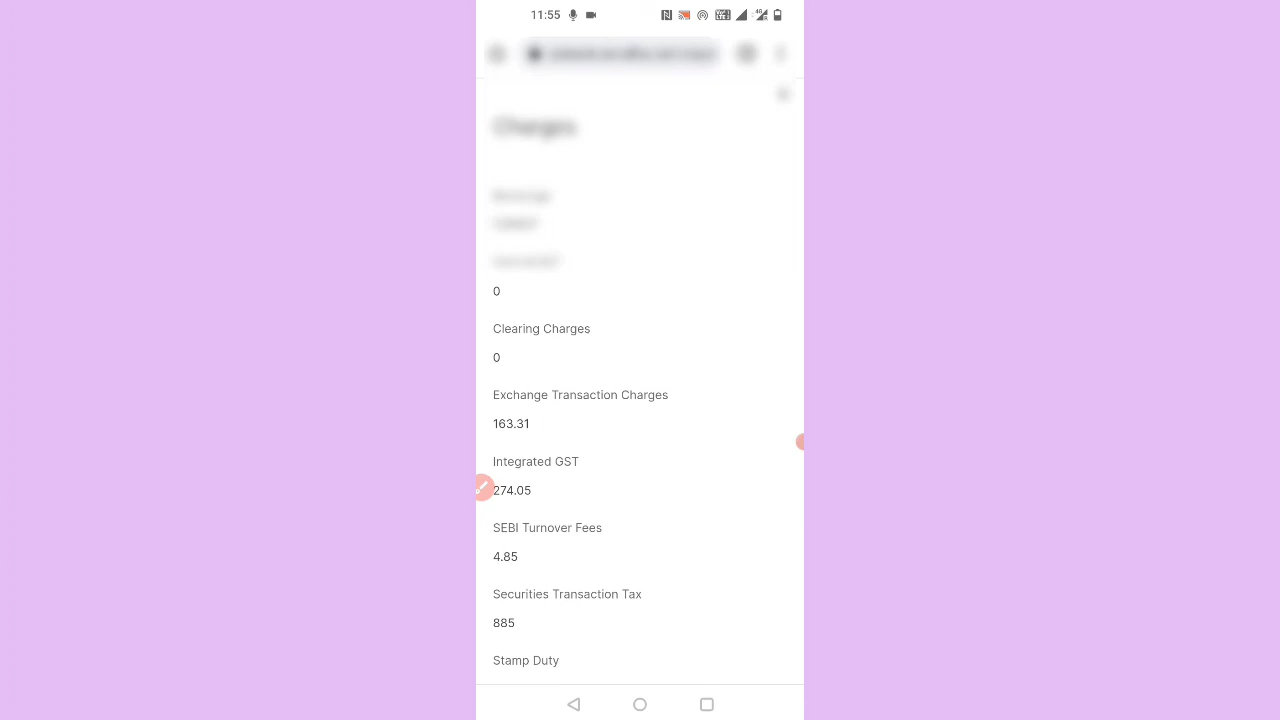 11:55
Charges
0
Clearing Charges
0
Exchange Transaction Charges
163.31
Integrated GST
274.05
SEBI Turnover Fees
4.85
Securities Transaction Tax
885
Stamp Duty